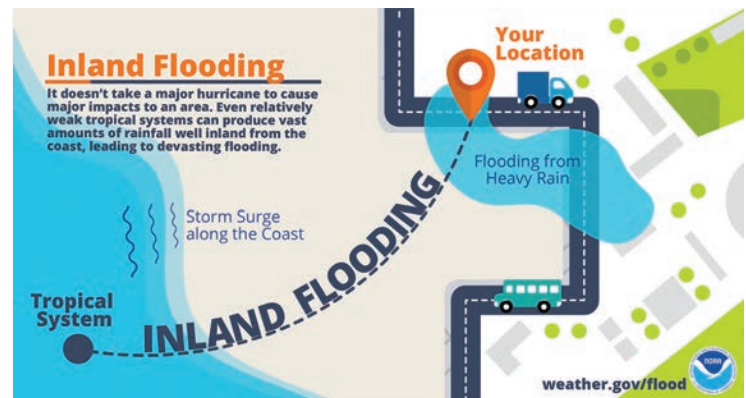 Inland Flooding
It doesn't take a major hurricane to cause
major impacts to an area. Even relatively
weak tropical systems can produce vast
amounts of rainfall well inland from the
coast, leading to devasting flooding.
Your
Location
Flooding from
Heavy Rain
Storm Surge
along the Coast
Tropical
System
INLAND FLOODING
weather.gov/flood
NOAA